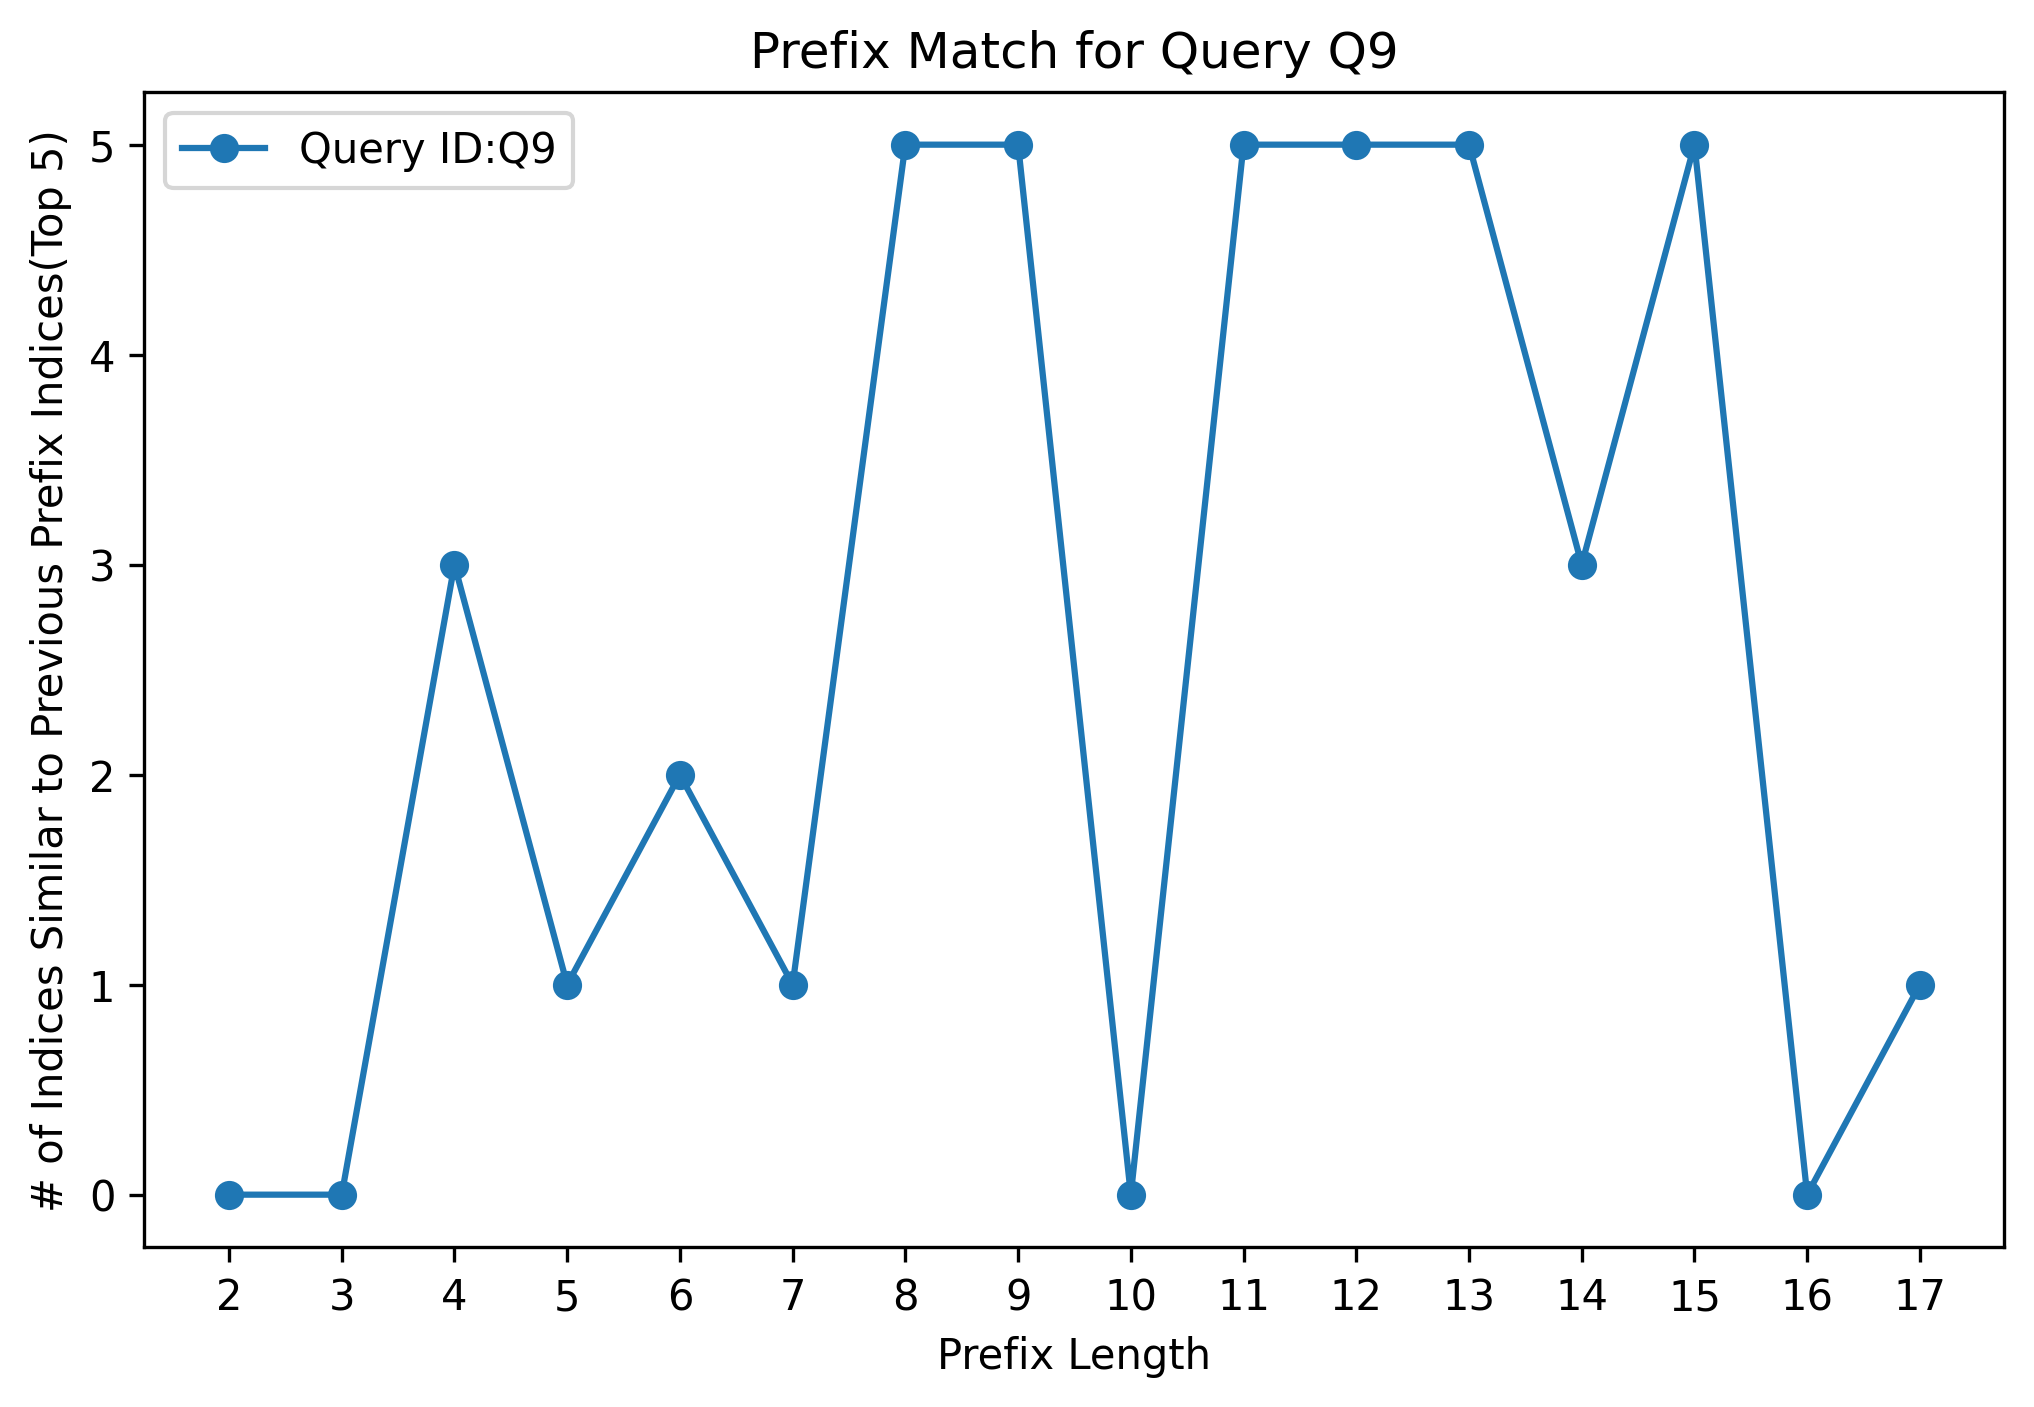 Prefix Match for Query Q9
Query ID:Q9
# of Indices Similar to Previous Prefix Indices(Top 5)
5
4
3
2
1
0
2 3 4 5 6 7 8 9 10 11 12 13 14 15 16 17
Prefix Length